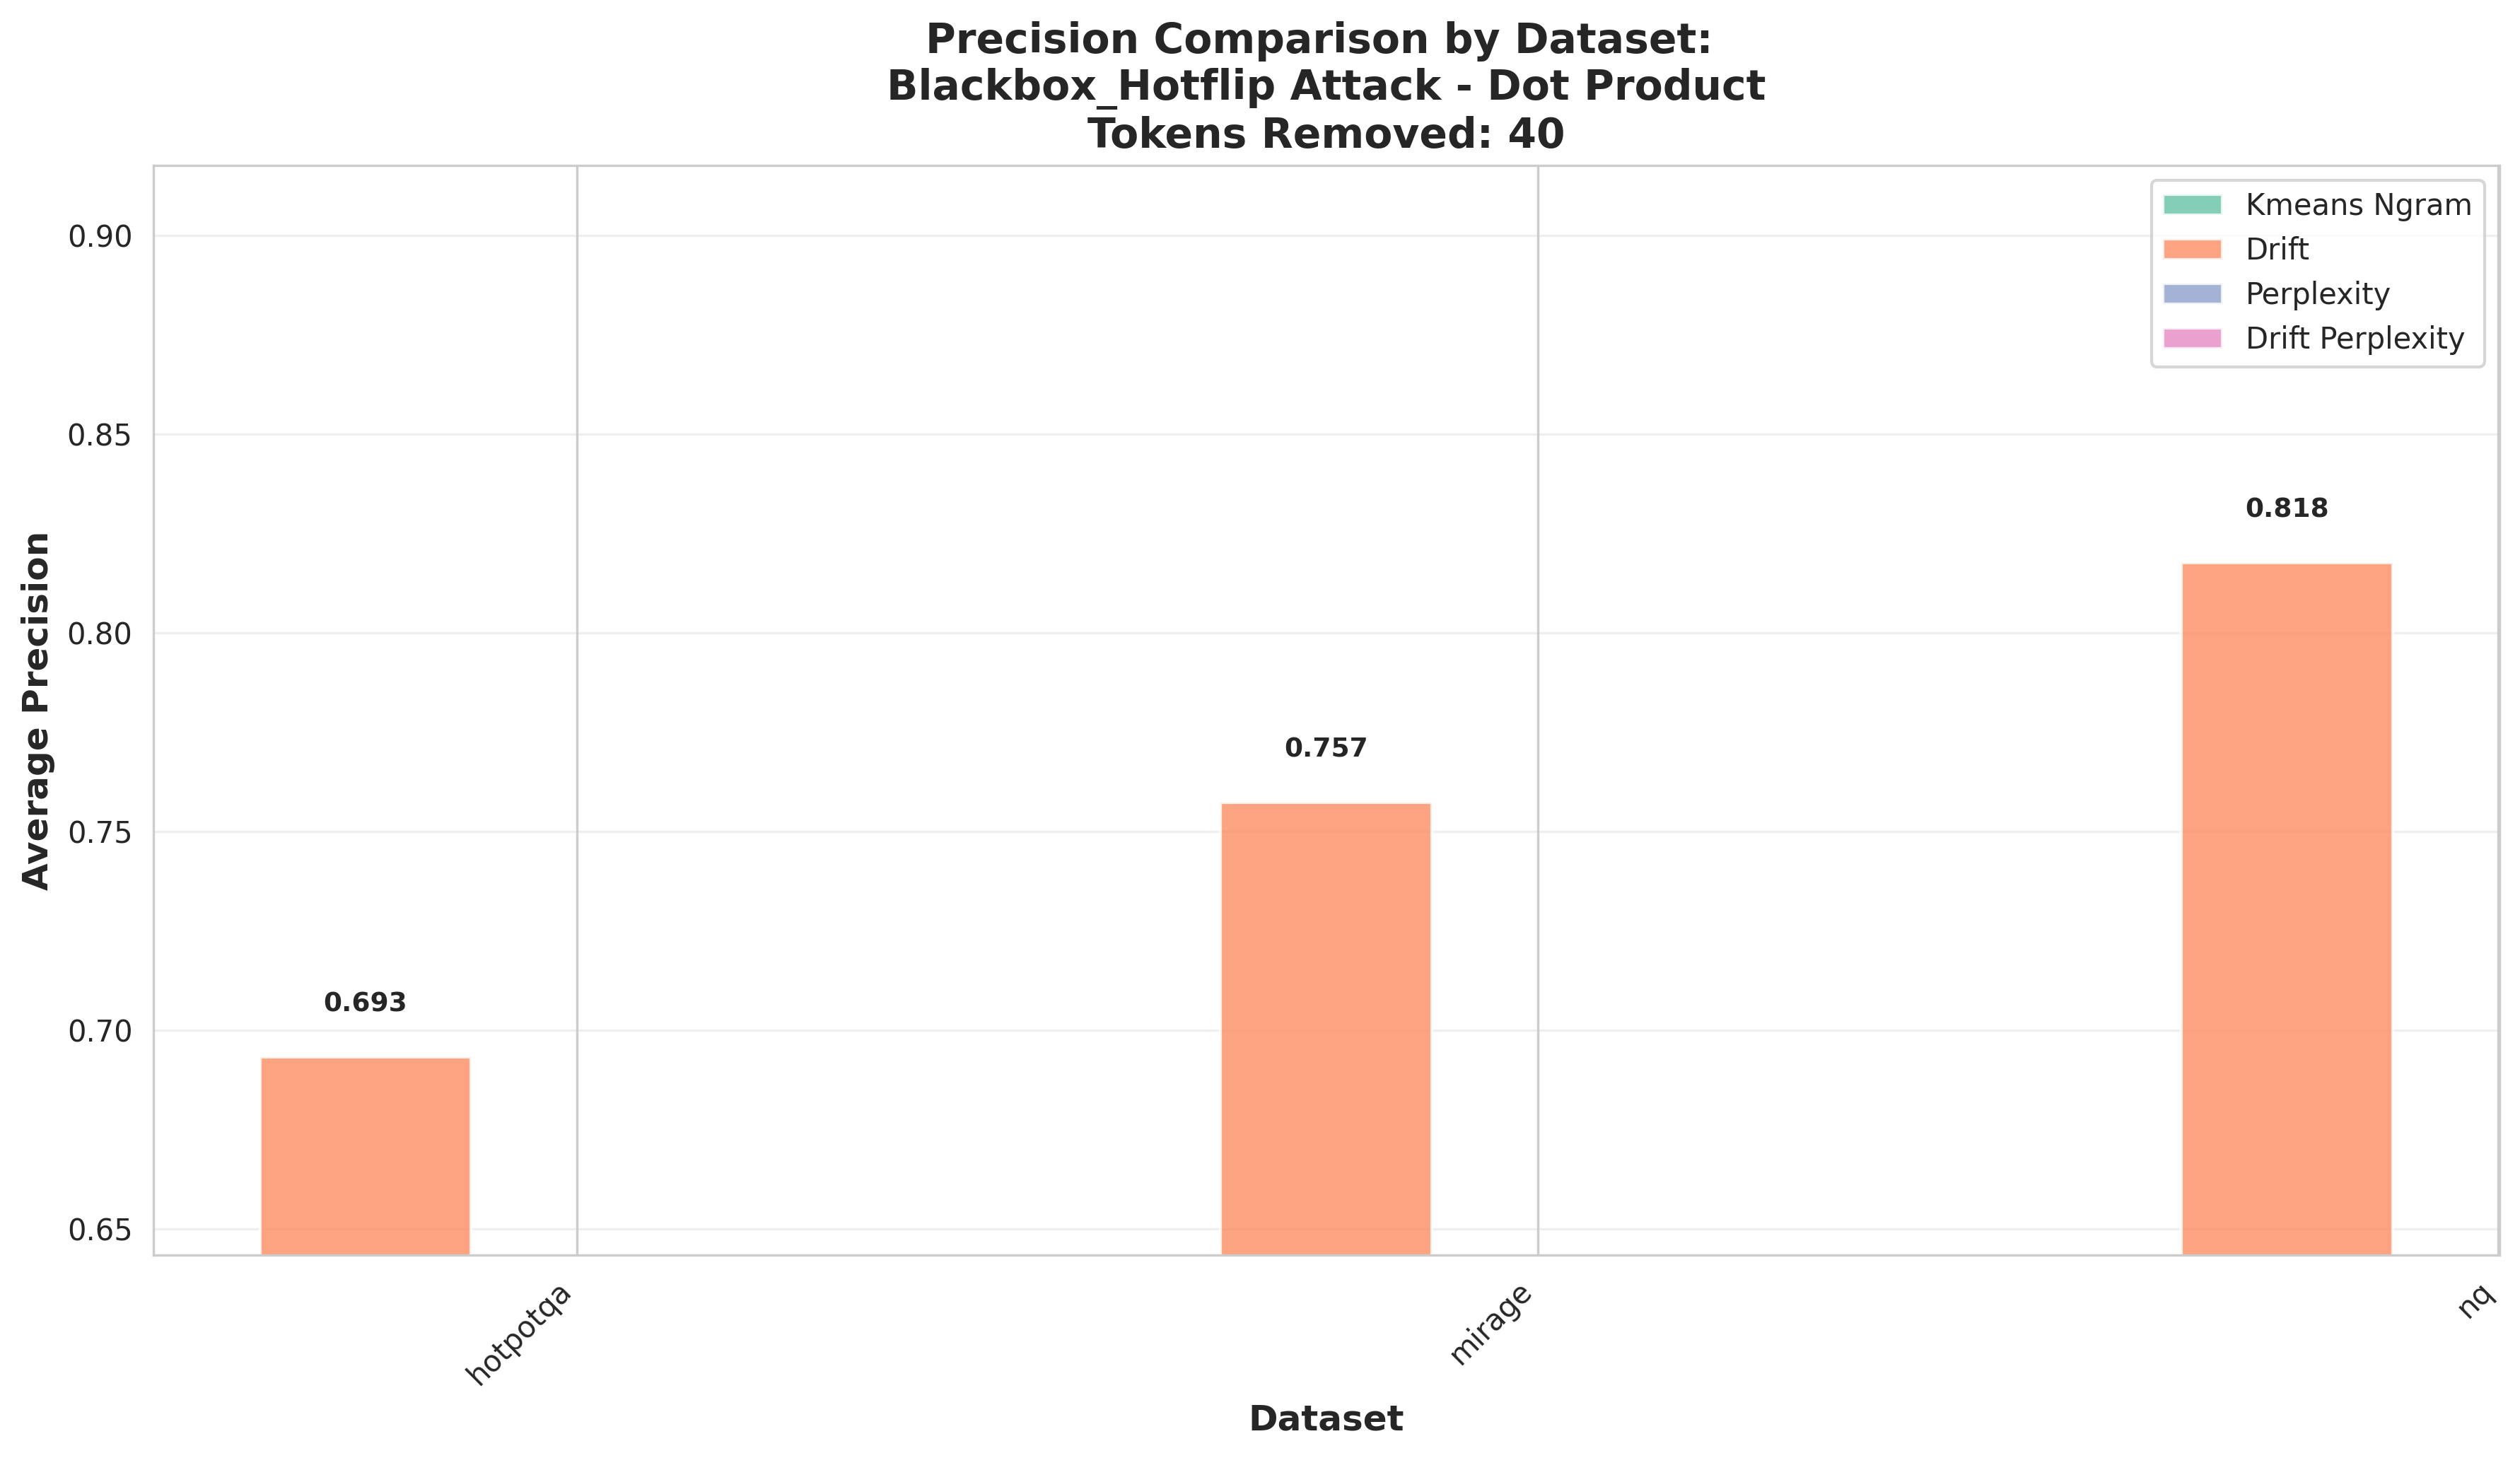 Precision Comparison by Dataset:
Blackbox_Hotflip Attack - Dot Product
Tokens Removed: 40
Kmeans Ngram
Drift
Perplexity
Drift Perplexity
Average Precision
0.90
0.85
0.80
0.75
0.70
0.65
0.693
0.757
0.818
hotpotqa
mirage
nq
Dataset